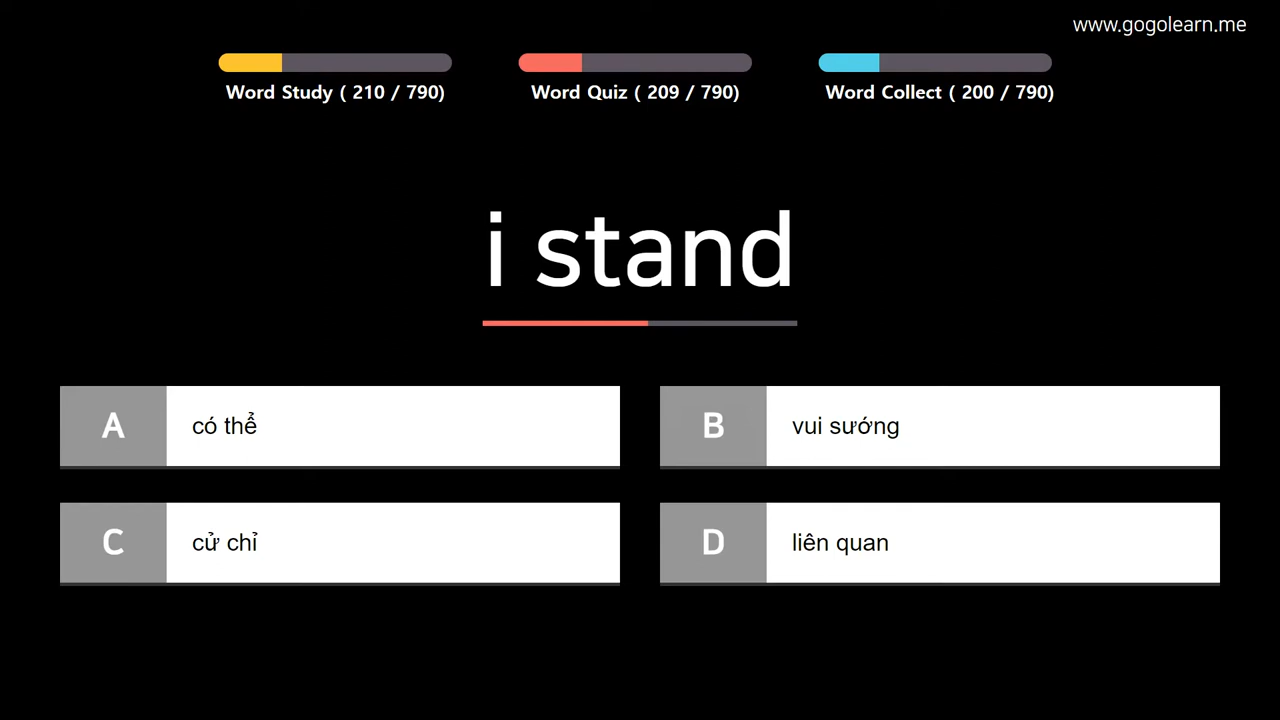 www.gogolearn.me
Word Study ( 210 / 790)
Word Quiz ( 209 / 790)
Word Collect ( 200 / 790)
i stand
A có thể
B vui sướng
C cử chỉ
D liên quan